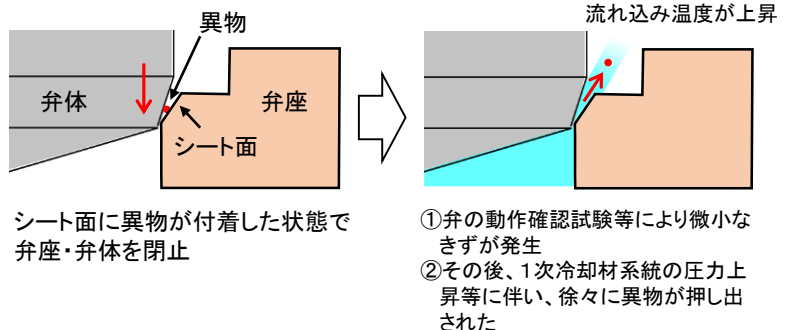 異物
弁体
弁座
シート面
シート面に異物が付着した状態で
弁座・弁体を閉止
流れ込み温度が上昇
①弁の動作確認試験等により微小な
きずが発生
②その後、1次冷却材系統の圧力上
昇等に伴い、徐々に異物が押し出
された